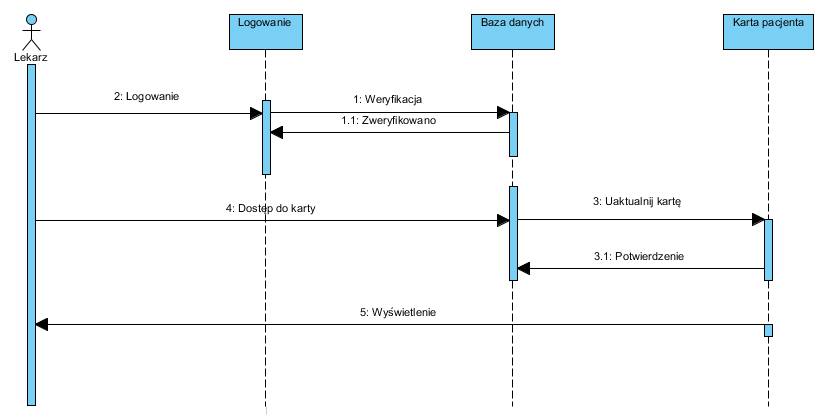 Logowanie
Baza danych
Karta pacjenta
Lekarz
2: Logowanie
1: Weryfikacja
1.1: Zweryfikowano
3: Uaktualnij kartę
4: Dostęp do karty
3.1: Potwierdzenie
5: Wyświetlenie